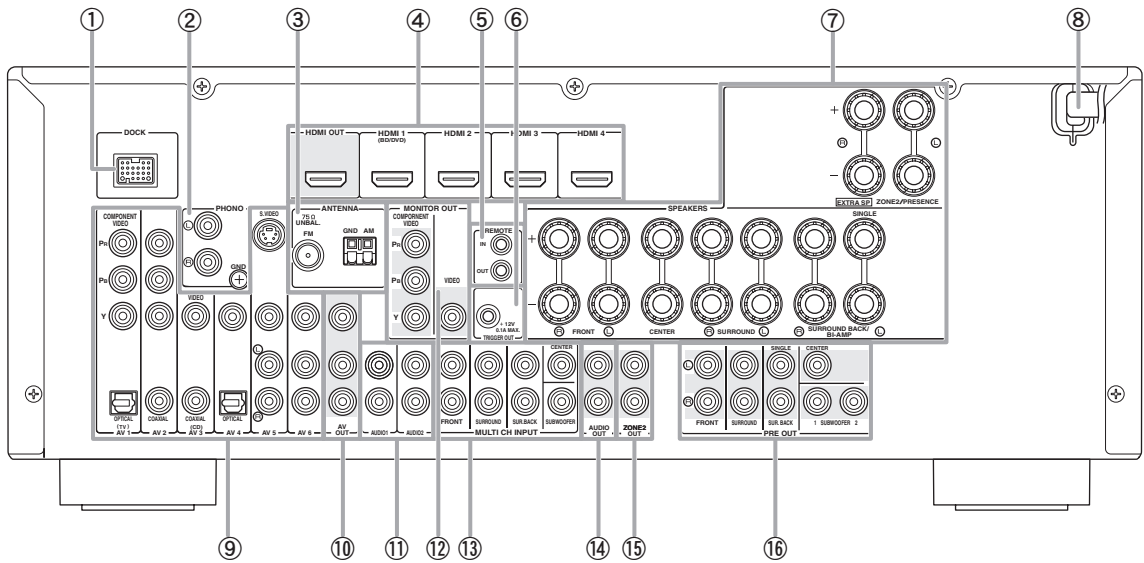 ① ② ③ ④ ⑤ ⑥ ⑦ ⑧
DOCK
HDMI OUT HDMI 1 HDMI 2 HDMI 3 HDMI 4
(BD/DVD)
+ R L
–
EXTRA SP ZONE2/PRESENCE
COMPONENT
VIDEO
PR
PB
Y
PHONO
L
R
GND
S.VIDEO
ANTENNA
75Ω
UNBAL.
FM
GND AM
MONITOR OUT
COMPORNENT
VIDEO
PR
PB
Y
VIDEO
REMOTE
IN
OUT
12V
0.1A MAX.
TRIGGER OUT
SPEAKERS
SINGLE
+
–
R FRONT L CENTER R SURROUND L R SURROUND BACK/ L
BI-AMP
VIDEO
L
R
OPTICAL COAXIAL COAXIAL OPTICAL
(TV) (CD)
AV 1 AV 2 AV 3 AV 4 AV 5 AV 6
AV
OUT
AUDIO1 AUDIO2
CENTER
FRONT SURROUND SUR.BACK SUBWOOFER
MULTI CH INPUT
AUDIO
OUT
ZONE2
OUT
SINGLE CENTER
L
R
FRONT SURROUND SUR. BACK 1 SUBWOOFER 2
PRE OUT
⑨ ⑩ ⑪ ⑫ ⑬ ⑭ ⑮ ⑯